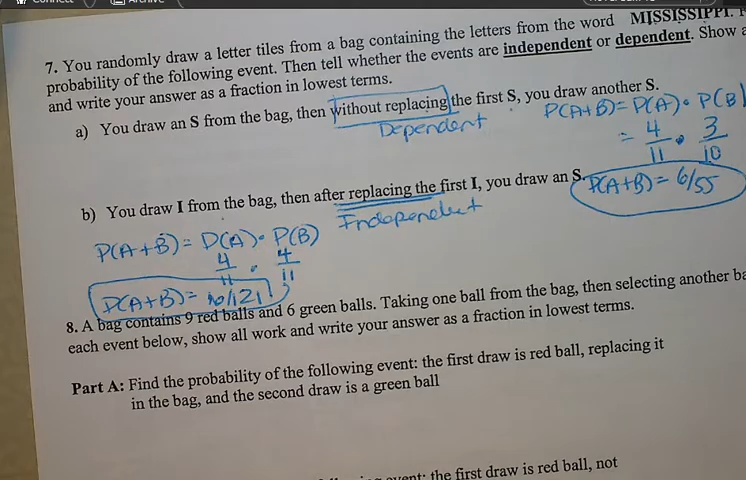 Connect Archive
7. You randomly draw a letter tiles from a bag containing the letters from the word MISSISSIPPI.
probability of the following event. Then tell whether the events are independent or dependent. Show
and write your answer as a fraction in lowest terms.
a) You draw an S from the bag, then without replacing the first S, you draw another S.
Dependent
P(A+B)= P(A) • P(B)
= 4/11 • 3/10
P(A+B)= 6/55
b) You draw I from the bag, then after replacing the first I, you draw an S.
Independent
P(A+B)= P(A) • P(B)
4/11 • 4/11
P(A+B)= 16/121
8. A bag contains 9 red balls and 6 green balls. Taking one ball from the bag, then selecting another
each event below, show all work and write your answer as a fraction in lowest terms.
Part A: Find the probability of the following event: the first draw is red ball, replacing it
in the bag, and the second draw is a green ball
event: the first draw is red ball, not